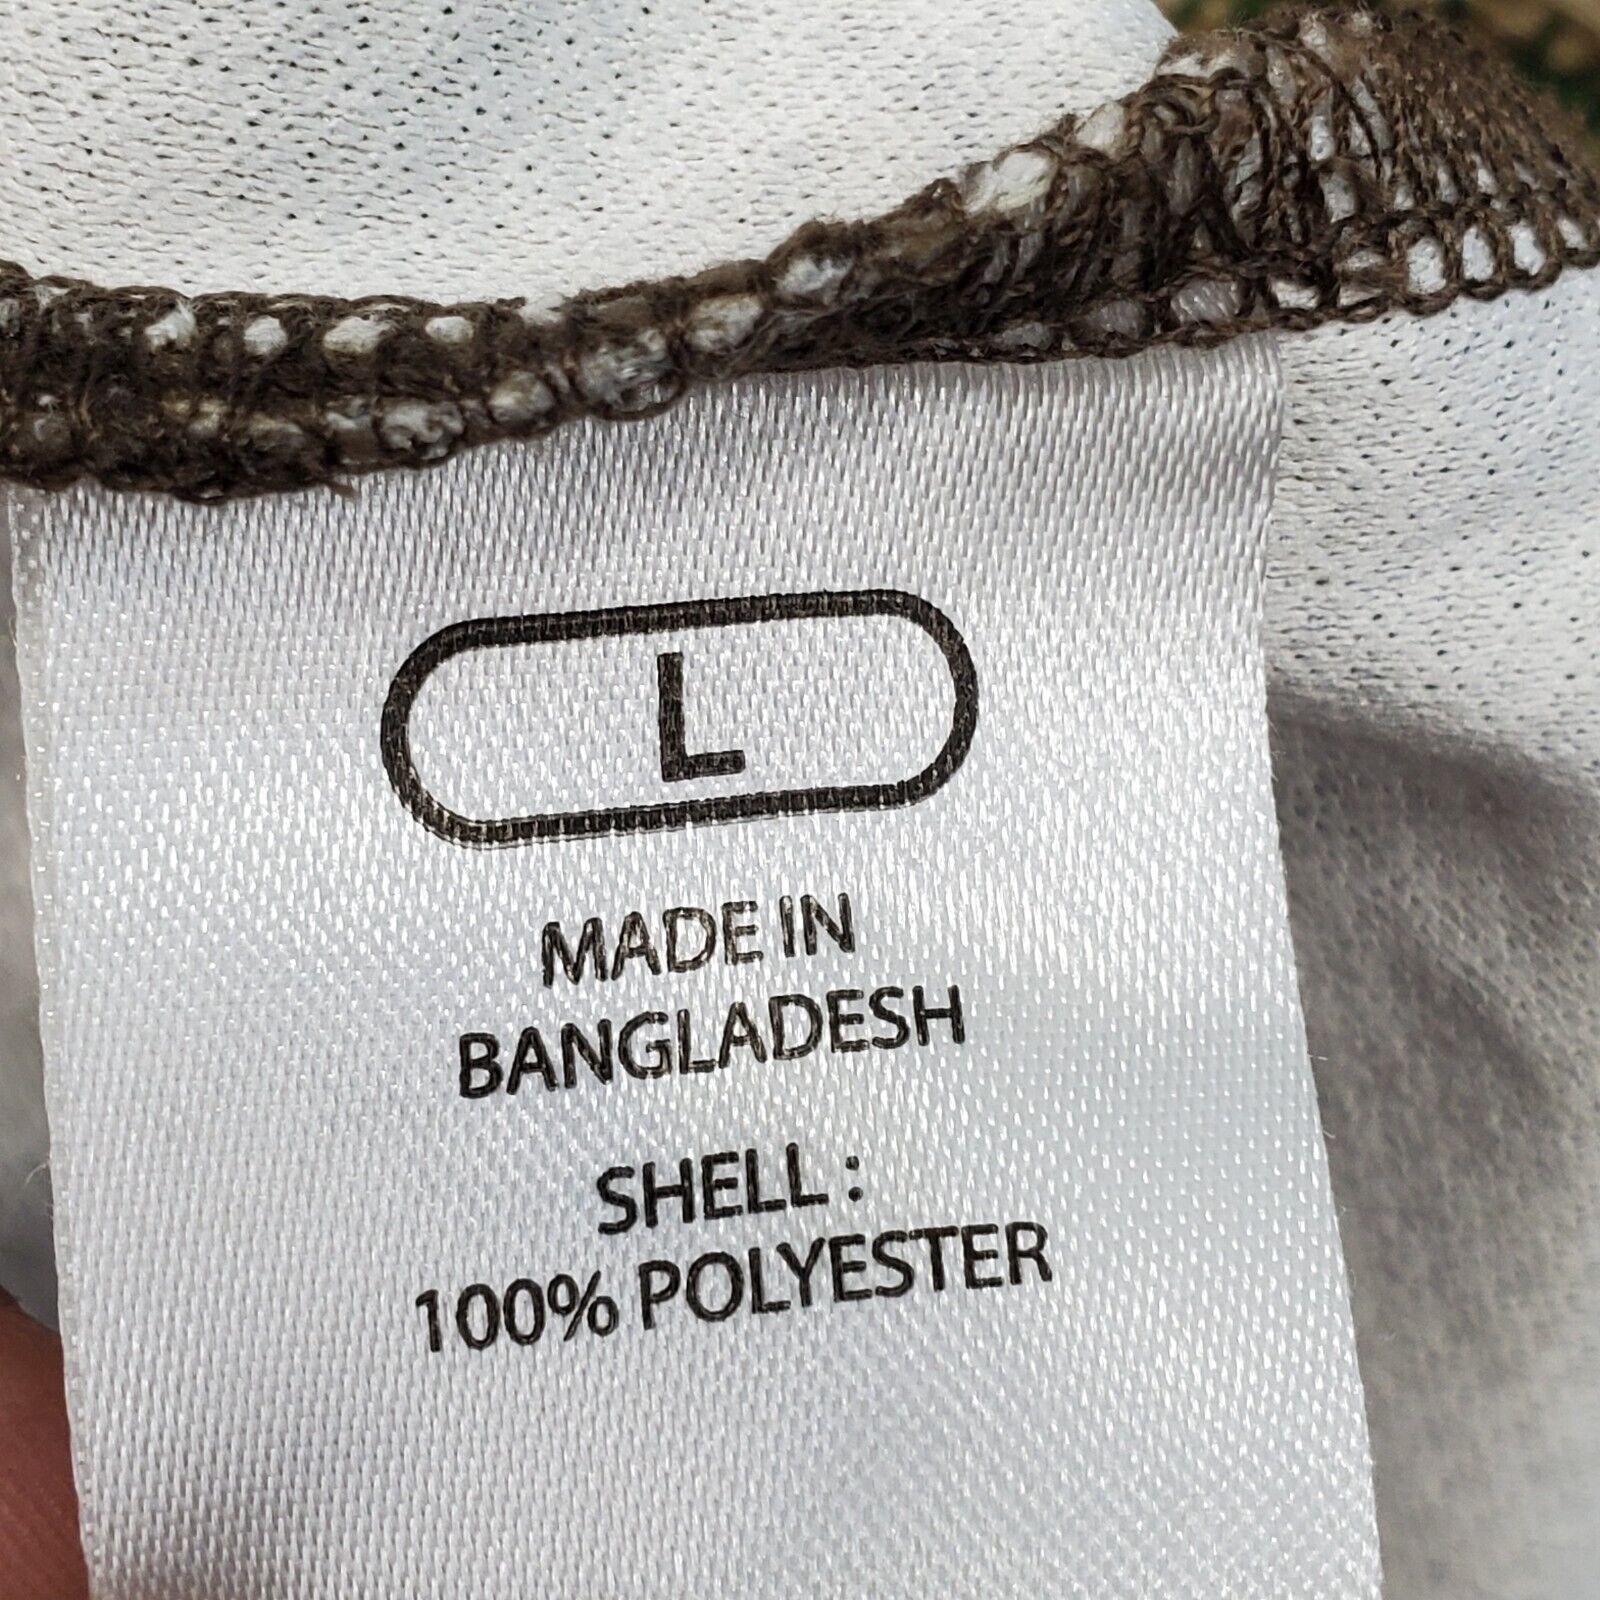 L
MADE IN
BANGLADESH
SHELL :
100% POLYESTER